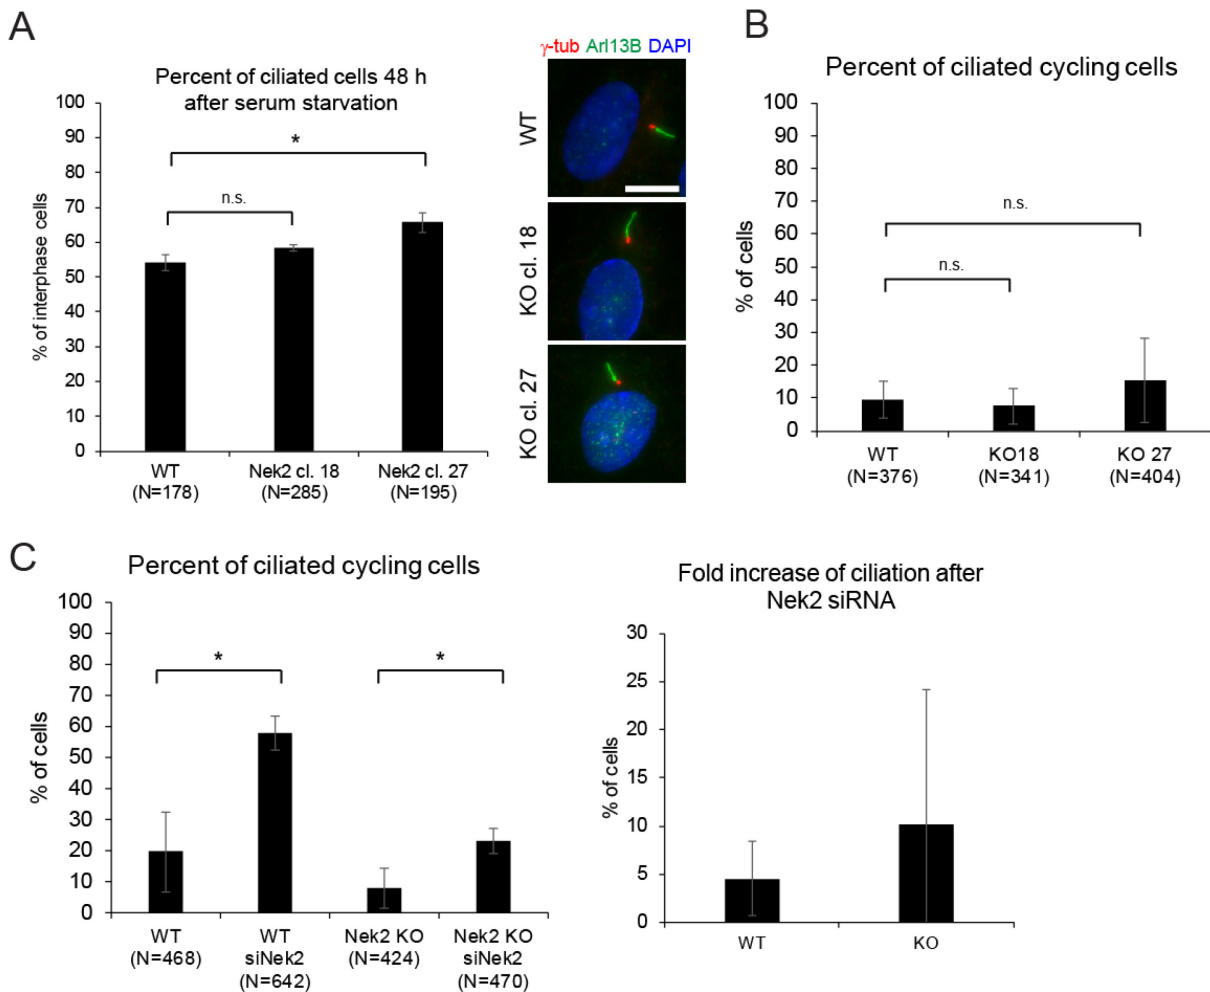 A
Percent of ciliated cells 48 h
after serum starvation
% of interphase cells
100
90
80
70
60
50
40
30
20
10
0
*
n.s.
WT
(N=178)
Nek2 cl. 18
(N=285)
Nek2 cl. 27
(N=195)
γ-tub Arl13B DAPI
WT
KO cl. 18
KO cl. 27
B
Percent of ciliated cycling cells
% of cells
100
90
80
70
60
50
40
30
20
10
0
n.s.
n.s.
WT
(N=376)
KO18
(N=341)
KO 27
(N=404)
C
Percent of ciliated cycling cells
% of cells
100
90
80
70
60
50
40
30
20
10
0
*
*
WT
(N=468)
WT
siNek2
(N=642)
Nek2 KO
(N=424)
Nek2 KO
siNek2
(N=470)
Fold increase of ciliation after
Nek2 siRNA
% of cells
30
25
20
15
10
5
0
WT
KO